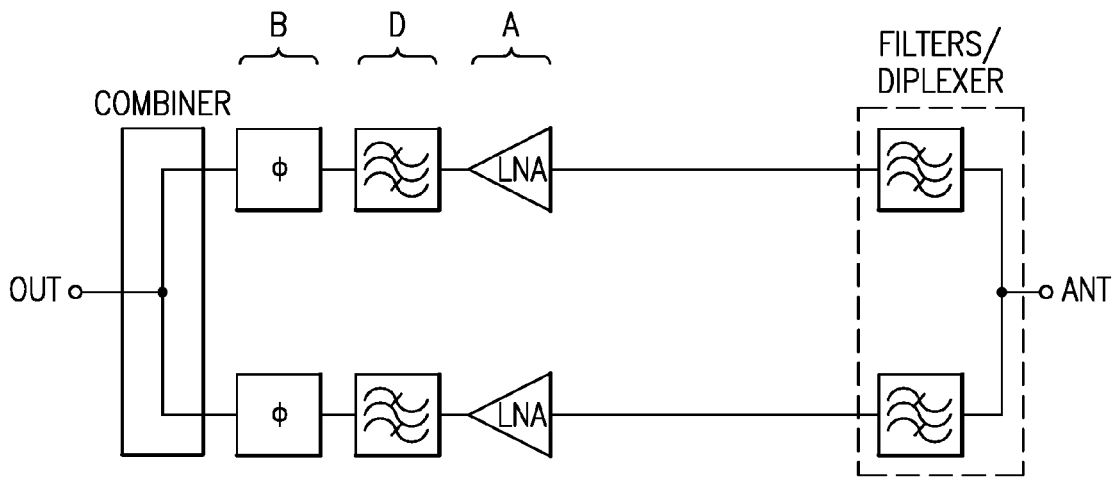 B
D
A
FILTERS/
DIPLEXER
COMBINER
ϕ
LNA
OUT
ANT
ϕ
LNA